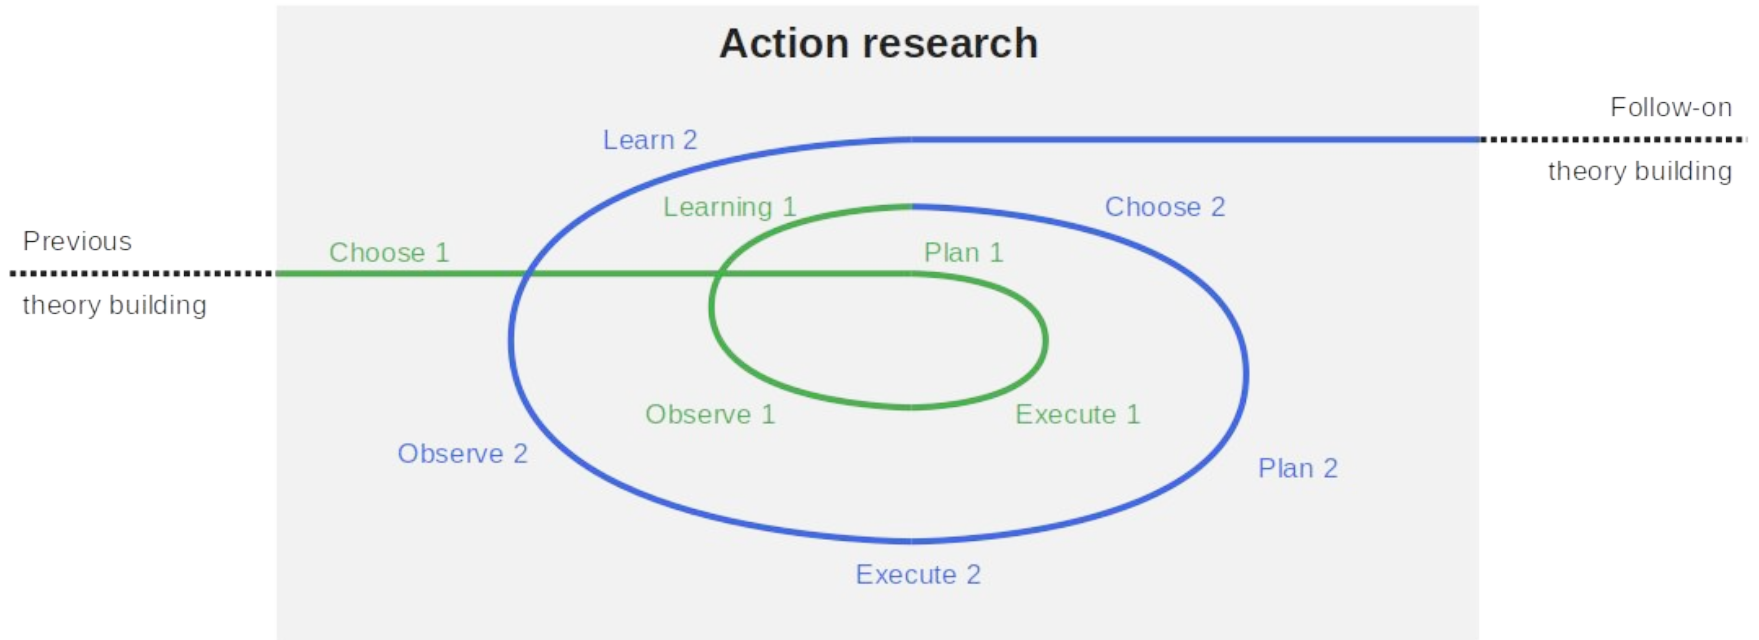 Action research
Follow-on
theory building
Learn 2
Learning 1
Choose 2
Previous
theory building
Choose 1
Plan 1
Observe 1
Execute 1
Observe 2
Plan 2
Execute 2